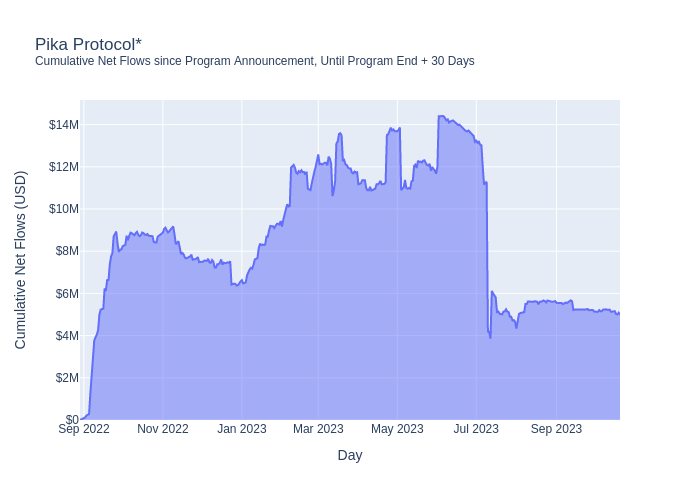 Pika Protocol*
Cumulative Net Flows since Program Announcement, Until Program End + 30 Days
Cumulative Net Flows (USD)
$14M
$12M
$10M
$8M
$6M
$4M
$2M
$0
Sep 2022 Nov 2022 Jan 2023 Mar 2023 May 2023 Jul 2023 Sep 2023
Day